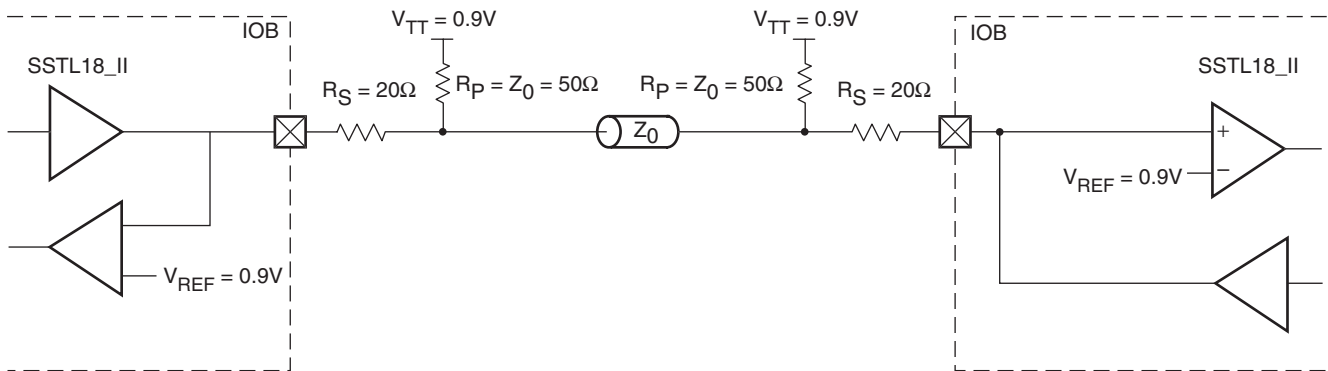 V_TT = 0.9V
V_TT = 0.9V
IOB
IOB
SSTL18_II
SSTL18_II
R_S = 20Ω
R_P = Z_0 = 50Ω
R_P = Z_0 = 50Ω
R_S = 20Ω
Z_0
+
–
V_REF = 0.9V
V_REF = 0.9V